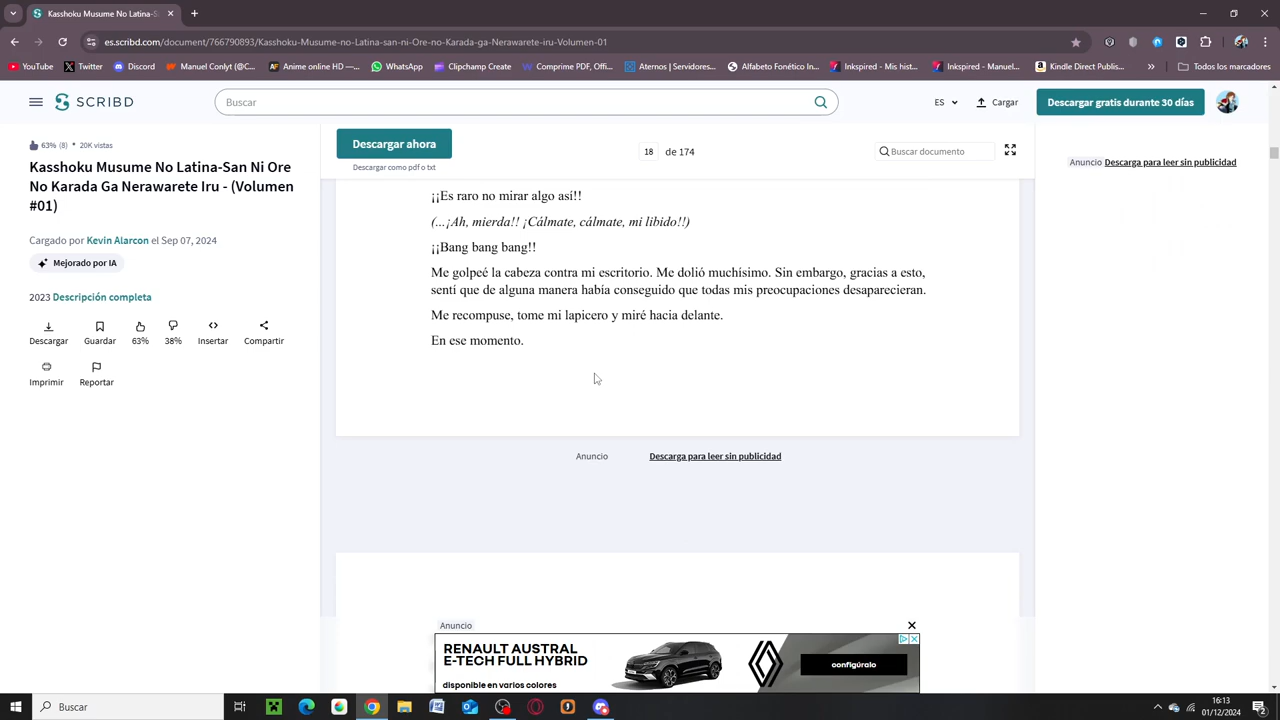 Kasshoku Musume No Latina-S
es.scribd.com/document/766790893/Kasshoku-Musume-no-Latina-san-ni-Ore-no-Karada-ga-Nerawarete-iru-Volumen-01
YouTube Twitter Discord Manuel Conlyt (@C... Anime online HD —... WhatsApp Clipchamp Create Comprime PDF, Offi... Aternos | Servidores... Alfabeto Fonético In... Inkspired - Mis hist... Inkspired - Manuel... Amazon Kindle Direct... Todos los marcadores
SCRIBD
Buscar
ES
Cargar
Descargar gratis durante 30 días
63% (8) • 20K vistas
Kasshoku Musume No Latina-San Ni Ore
No Karada Ga Nerawarete Iru - (Volumen
#01)
Cargado por Kevin Alarcon el Sep 07, 2024
Mejorado por IA
2023 Descripción completa
Descargar Guardar 63% 38% Insertar Compartir
Imprimir Reportar
Descargar ahora
Descargar como pdf o txt
18 de 174
Buscar documento
¡¡Es raro no mirar algo así!!
(...¡Ah, mierda!! ¡Cálmate, cálmate, mi libido!!)
¡¡Bang bang bang!!
Me golpeé la cabeza contra mi escritorio. Me dolió muchísimo. Sin embargo, gracias a esto,
sentí que de alguna manera había conseguido que todas mis preocupaciones desaparecieran.
Me recompuse, tome mi lapicero y miré hacia delante.
En ese momento.
Anuncio Descarga para leer sin publicidad
Anuncio Descarga para leer sin publicidad
Anuncio
RENAULT AUSTRAL
E-TECH FULL HYBRID
disponible en varios colores
configúralo
Buscar
16:13
01/12/2024
2